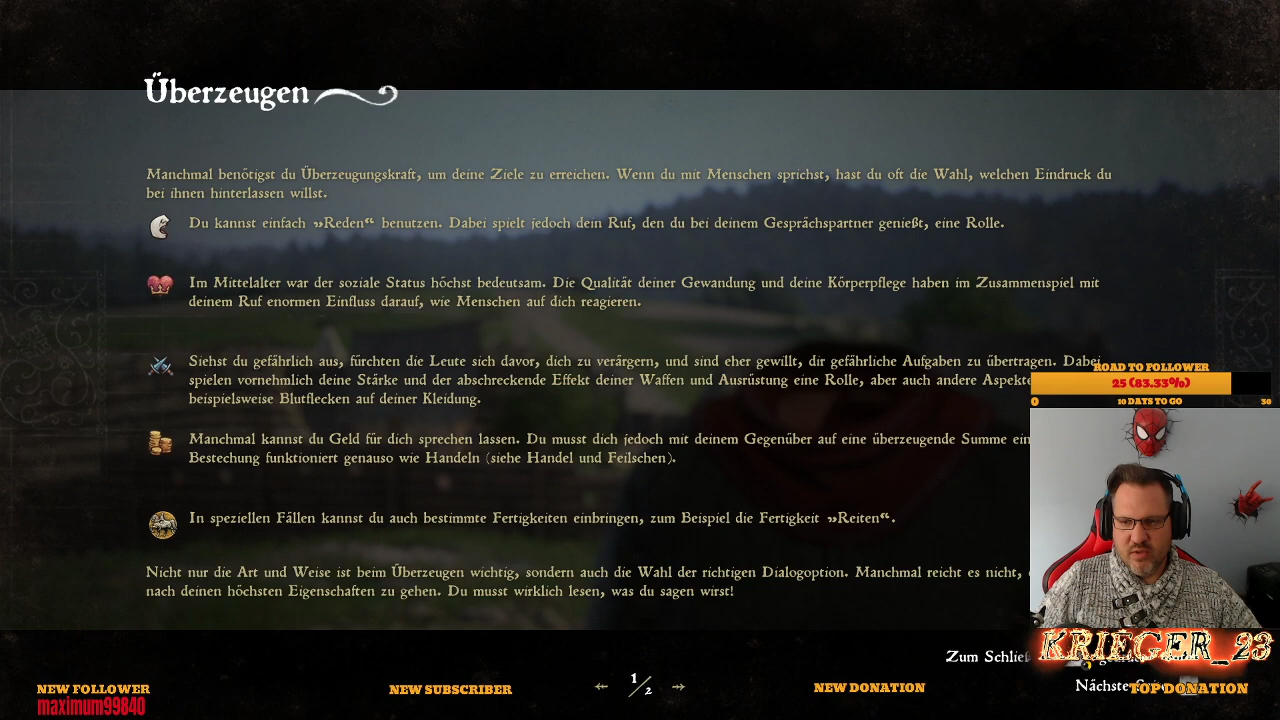 Überzeugen
Manchmal benötigst du Überzeugungskraft, um deine Ziele zu erreichen. Wenn du mit Menschen sprichst, hast du oft die Wahl, welchen Eindruck du
bei ihnen hinterlassen willst.
Du kannst einfach »Reden“ benutzen. Dabei spielt jedoch dein Ruf, den du bei deinem Gesprächspartner genießt, eine Rolle.
Im Mittelalter war der soziale Status höchst bedeutsam. Die Qualität deiner Gewandung und deine Körperpflege haben im Zusammenspiel mit
deinem Ruf enormen Einfluss darauf, wie Menschen auf dich reagieren.
Siehst du gefährlich aus, fürchten die Leute sich davor, dich zu verärgern, und sind eher gewillt, dir gefährliche Aufgaben zu übertragen. Dabei
spielen vornehmlich deine Stärke und der abschreckende Effekt deiner Waffen und Ausrüstung eine Rolle, aber auch andere Aspekte
beispielsweise Blutflecken auf deiner Kleidung.
Manchmal kannst du Geld für dich sprechen lassen. Du musst dich jedoch mit deinem Gegenüber auf eine überzeugende Summe
Bestechung funktioniert genauso wie Handeln (siehe Handel und Feilschen).
In speziellen Fällen kannst du auch bestimmte Fertigkeiten einbringen, zum Beispiel die Fertigkeit »Reiten“.
Nicht nur die Art und Weise ist beim Überzeugen wichtig, sondern auch die Wahl der richtigen Dialogoption. Manchmal reicht es nicht,
nach deinen höchsten Eigenschaften zu gehen. Du musst wirklich lesen, was du sagen wirst!
ROAD TO FOLLOWER
25 (83.33%)
0 10 DAYS TO GO 30
KRIEGER_23
Zum
Nächste
1/2
NEW FOLLOWER
maximum99840
NEW SUBSCRIBER
NEW DONATION
TOP DONATION